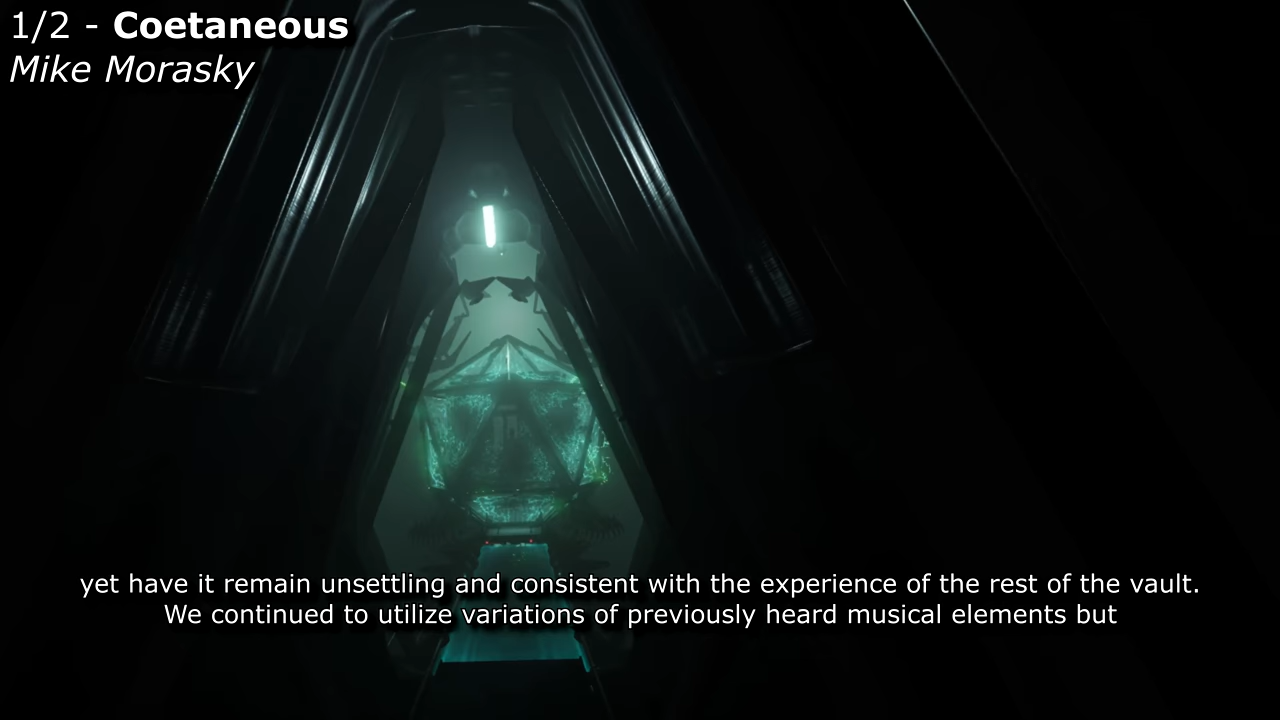 1/2 - Coetaneous
Mike Morasky
yet have it remain unsettling and consistent with the experience of the rest of the vault.
We continued to utilize variations of previously heard musical elements but